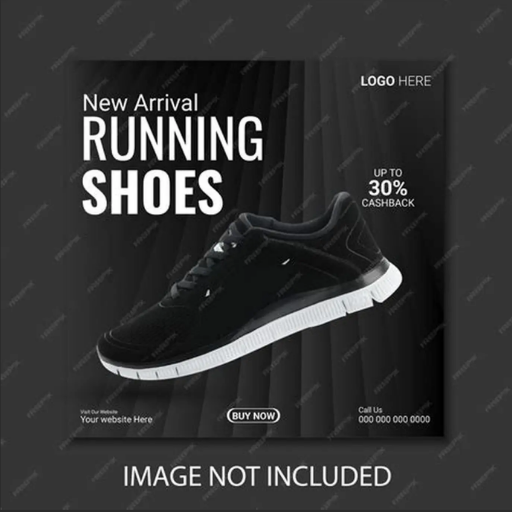 LOGO HERE
New Arrival
RUNNING
SHOES
UP TO
30%
CASHBACK
Visit Our Website
Your website Here
BUY NOW
Call Us
000 000 000 0000
IMAGE NOT INCLUDED